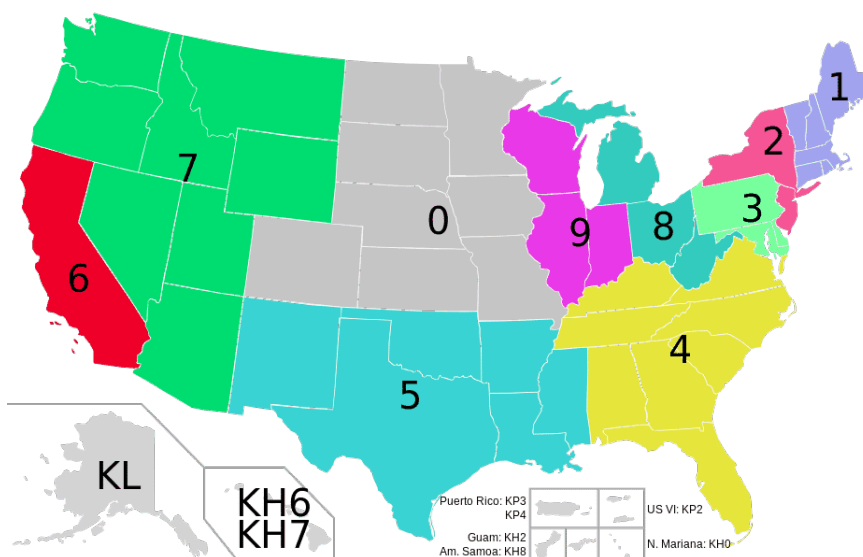 1
2
7
3
0
8
9
6
4
5
KL
KH6
KH7
Puerto Rico: KP3
KP4
US VI: KP2
Guam: KH2
Am. Samoa: KH8
N. Mariana: KH0